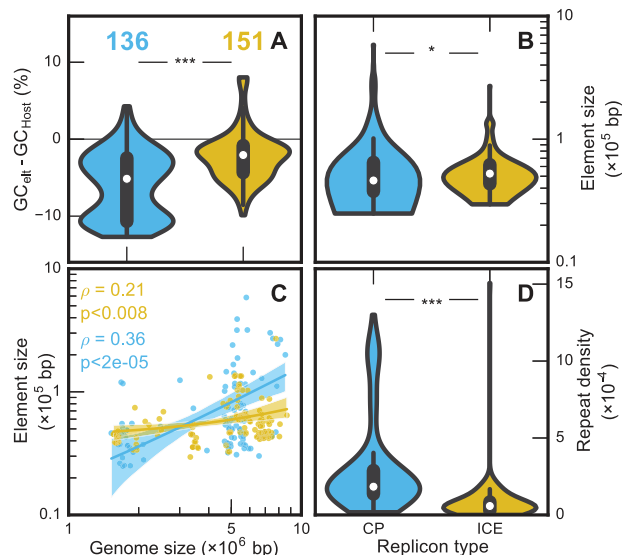 136 151 A
***
10
0
−10
GC_elt - GC_Host (%)
B
*
10
1
0.1
Element size
(×10^5 bp)
C
ρ = 0.21
p<0.008
ρ = 0.36
p<2e-05
10
1
0.1
Element size
(×10^5 bp)
1 5 10
Genome size (×10^6 bp)
D
***
15
10
5
0
Repeat density
(×10^-4)
CP ICE
Replicon type